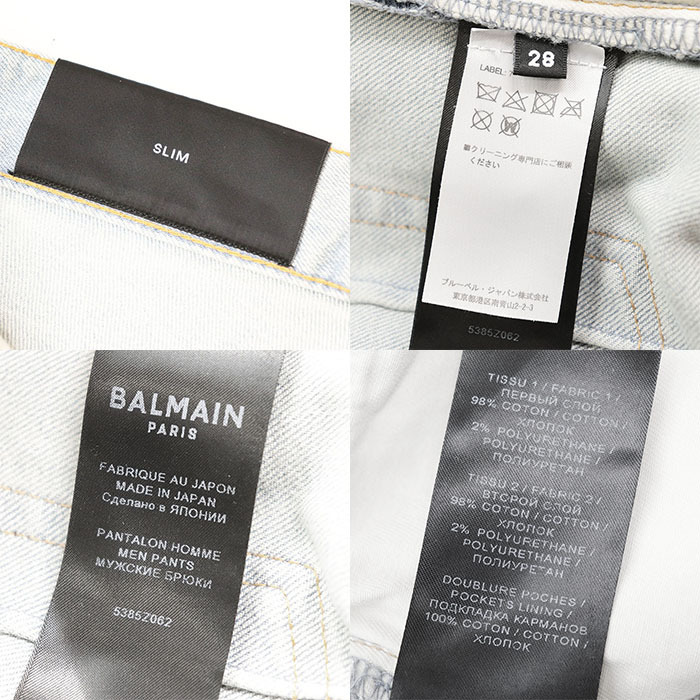 SLIM
28
LABEL: 7
■クリーニング専門店にご相談
ください
ブルーベル・ジャパン株式会社
東京都港区南青山2-2-3
5385Z062
BALMAIN
PARIS
FABRIQUE AU JAPON
MADE IN JAPAN
Сделано в ЯПОНИИ
PANTALON HOMME
MEN PANTS
МУЖСКИЕ БРЮКИ
5385Z062
TISSU 1 / FABRIC
ПЕРВЫЙ СЛОЙ
98% COTON / COTT
ХЛОПОК
2% POLYURETHANE /
POLYURETHANE /
ПОЛИУРЕТАН
TISSU 2 / FABRIC 2 /
ВТОРОЙ СЛОЙ
98% COTON / COTTON /
ХЛОПОК
2% POLYURETHANE /
POLYURETHANE /
ПОЛИУРЕТАН
DOUBLURE POCHES /
POCKETS LINING /
ПОДКЛАДКА КАРМАНОВ
100% COTON / COTTON /
ХЛОПОК